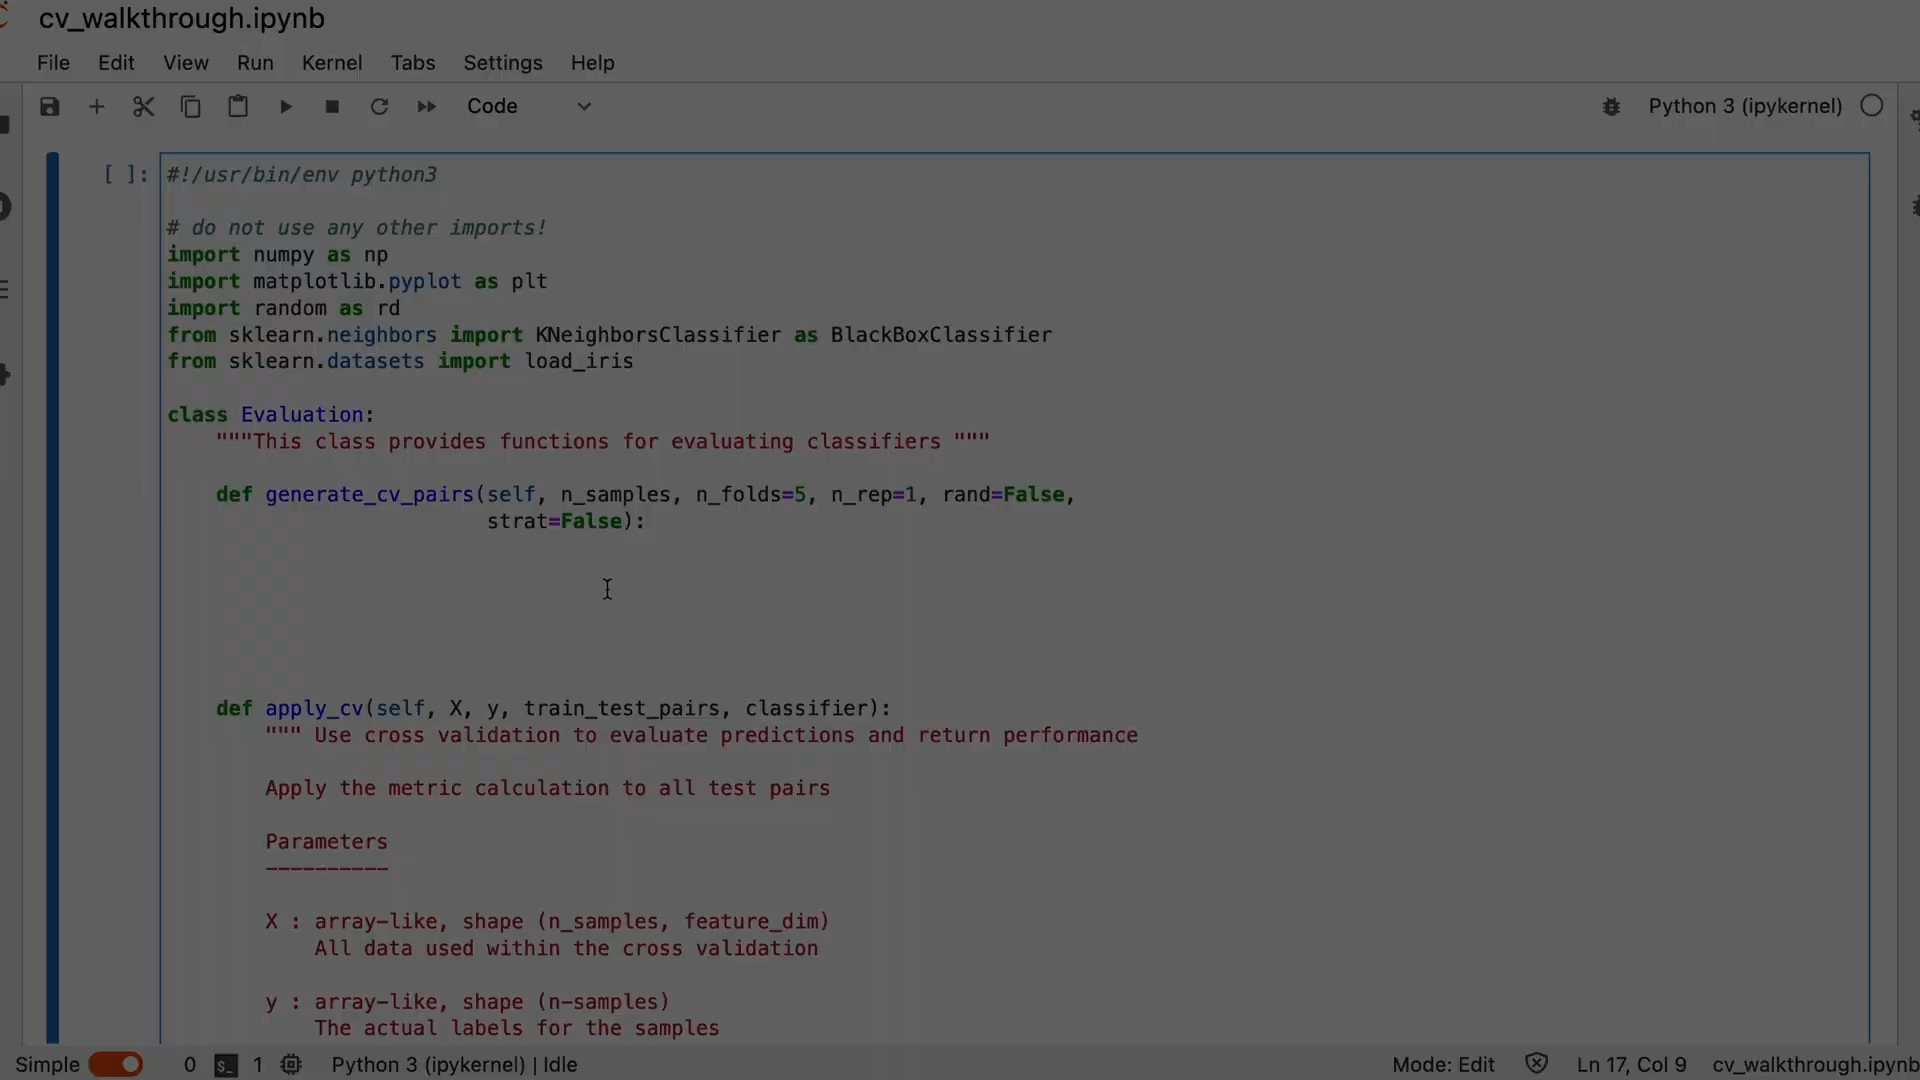 cv_walkthrough.ipynb
File Edit View Run Kernel Tabs Settings Help
Code Python 3 (ipykernel)
[ ]: #!/usr/bin/env python3
# do not use any other imports!
import numpy as np
import matplotlib.pyplot as plt
import random as rd
from sklearn.neighbors import KNeighborsClassifier as BlackBoxClassifier
from sklearn.datasets import load_iris
class Evaluation:
"""This class provides functions for evaluating classifiers """
def generate_cv_pairs(self, n_samples, n_folds=5, n_rep=1, rand=False,
strat=False):
def apply_cv(self, X, y, train_test_pairs, classifier):
""" Use cross validation to evaluate predictions and return performance
Apply the metric calculation to all test pairs
Parameters
----------
X : array-like, shape (n_samples, feature_dim)
All data used within the cross validation
y : array-like, shape (n-samples)
The actual labels for the samples
Simple 0 $_ 1 Python 3 (ipykernel) | Idle Mode: Edit Ln 17, Col 9 cv_walkthrough.ipynb